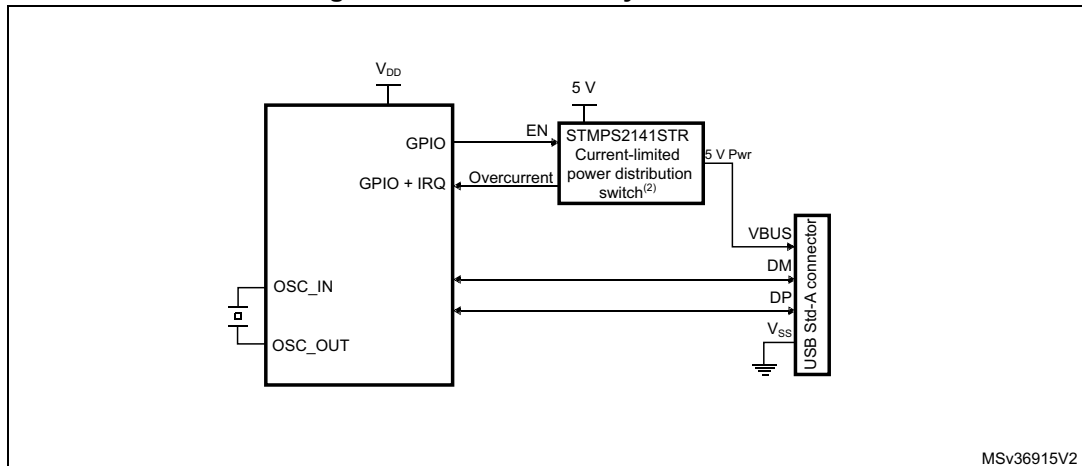 VDD
5 V
GPIO
EN
STMPS2141STR
Current-limited
power distribution
switch(2)
5 V Pwr
GPIO + IRQ
Overcurrent
VBUS
DM
OSC_IN
DP
VSS
OSC_OUT
USB Std-A connector
MSv36915V2